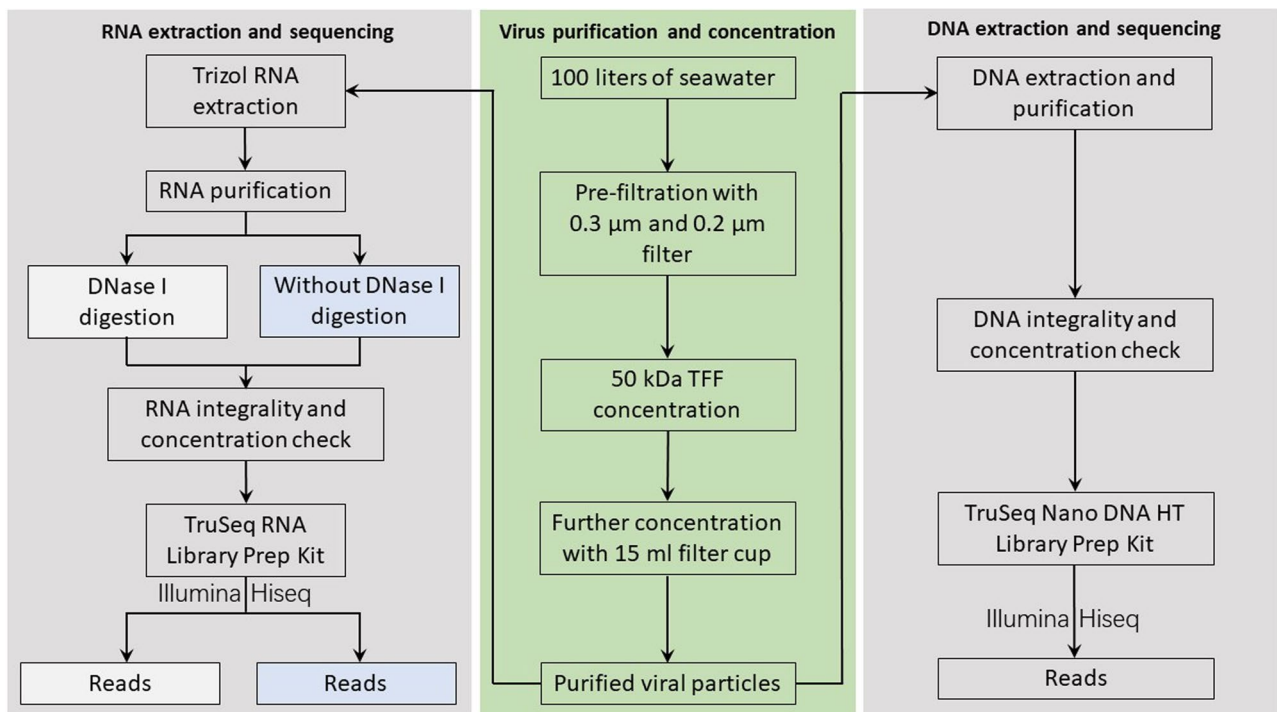 RNA extraction and sequencing
Trizol RNA
extraction
RNA purification
DNase I
digestion
Without DNase I
digestion
RNA integrality and
concentration check
TruSeq RNA
Library Prep Kit
Illumina Hiseq
Reads
Reads
Virus purification and concentration
100 liters of seawater
Pre-filtration with
0.3 μm and 0.2 μm
filter
50 kDa TFF
concentration
Further concentration
with 15 ml filter cup
Purified viral particles
DNA extraction and sequencing
DNA extraction and
purification
DNA integrality and
concentration check
TruSeq Nano DNA HT
Library Prep Kit
Illumina Hiseq
Reads